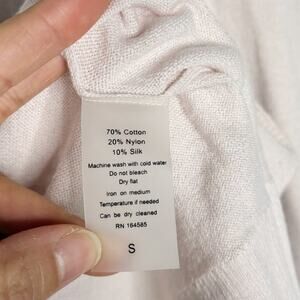 70% Cotton
20% Nylon
10% Silk
Machine wash with cold water
Do not bleach
Dry flat
Iron on medium
Temperature if needed
Can be dry cleaned
RN 164585
S